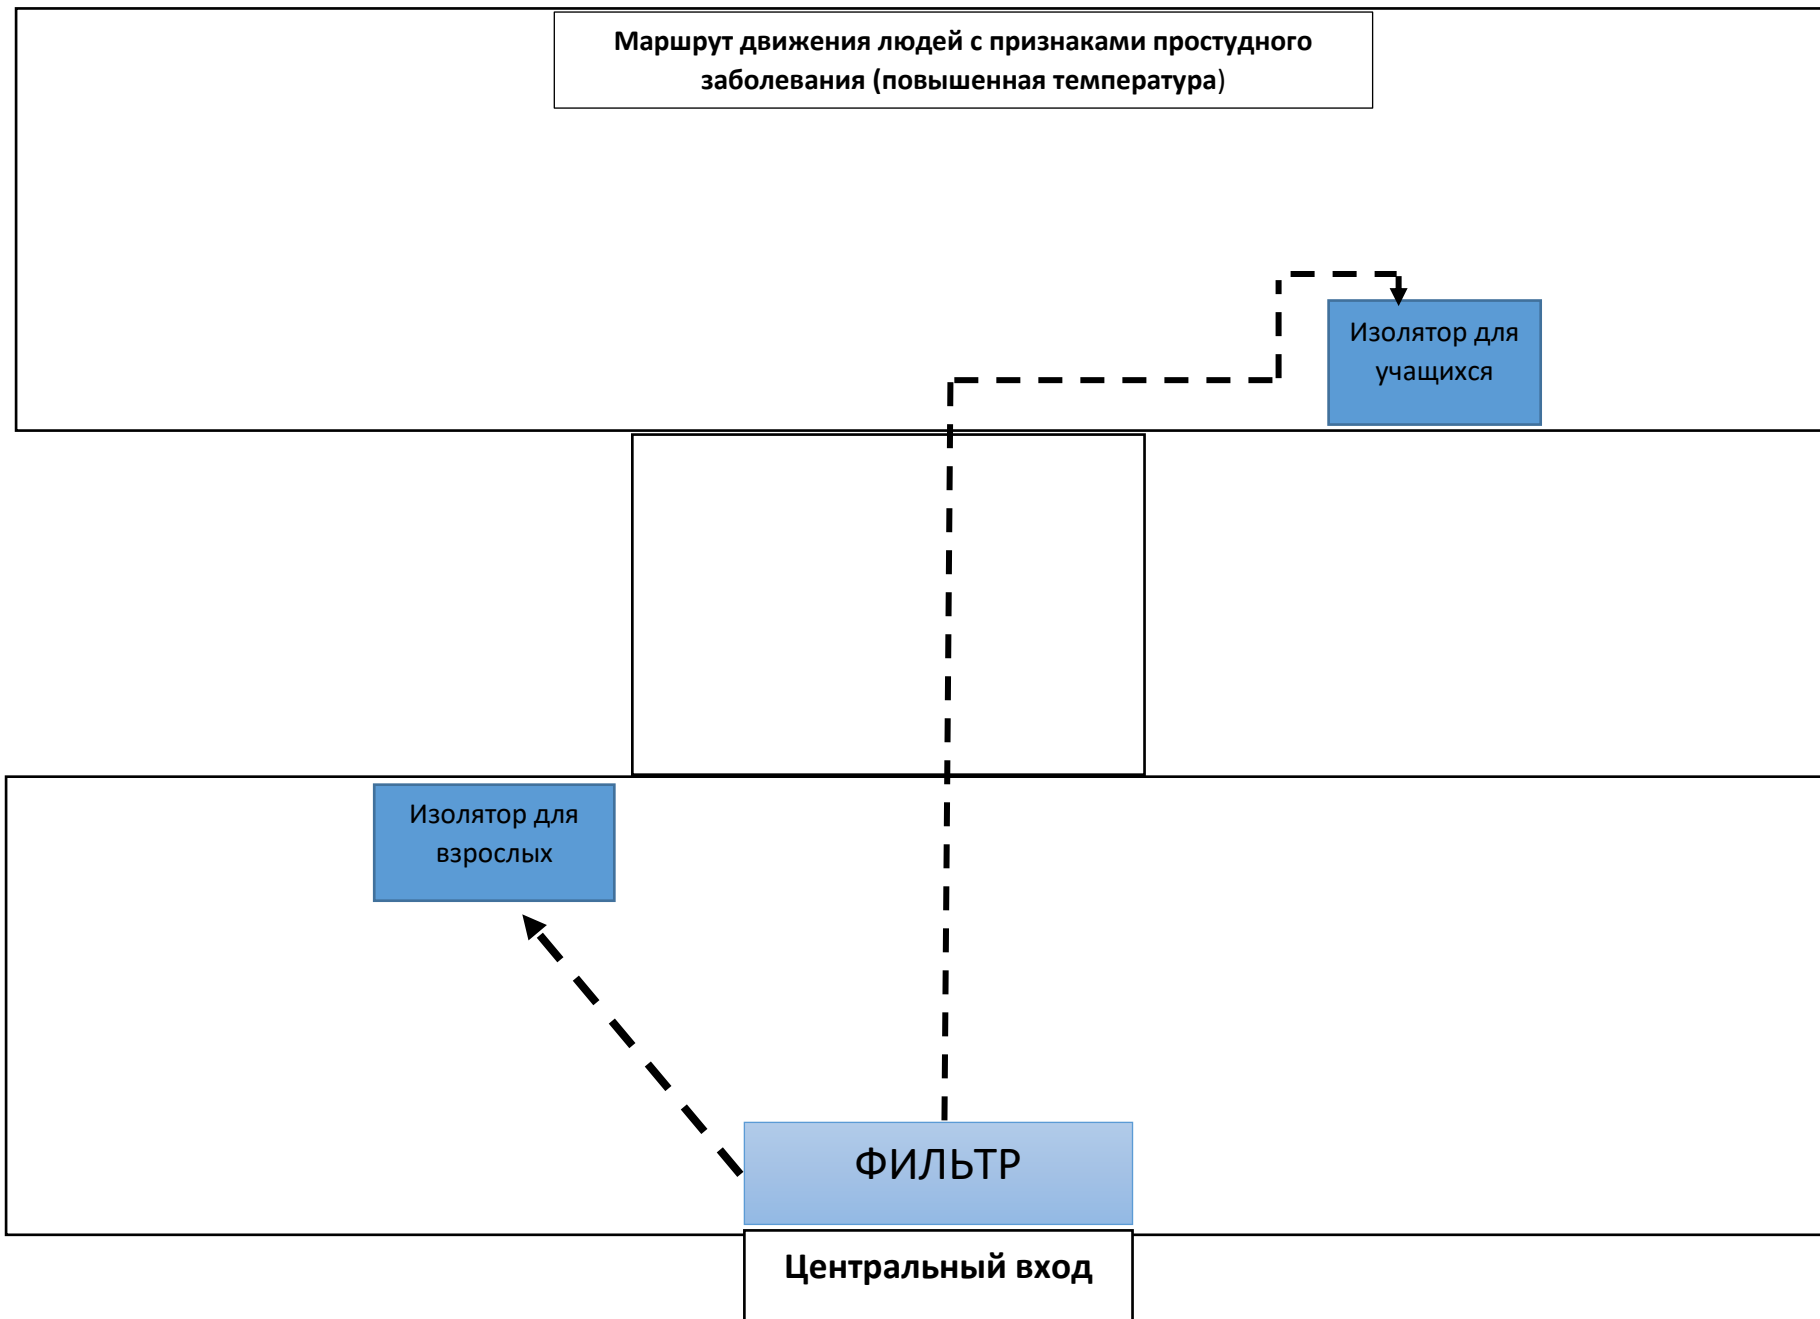 Маршрут движения людей с признаками простудного
заболевания (повышенная температура)
Изолятор для
учащихся
Изолятор для
взрослых
ФИЛЬТР
Центральный вход